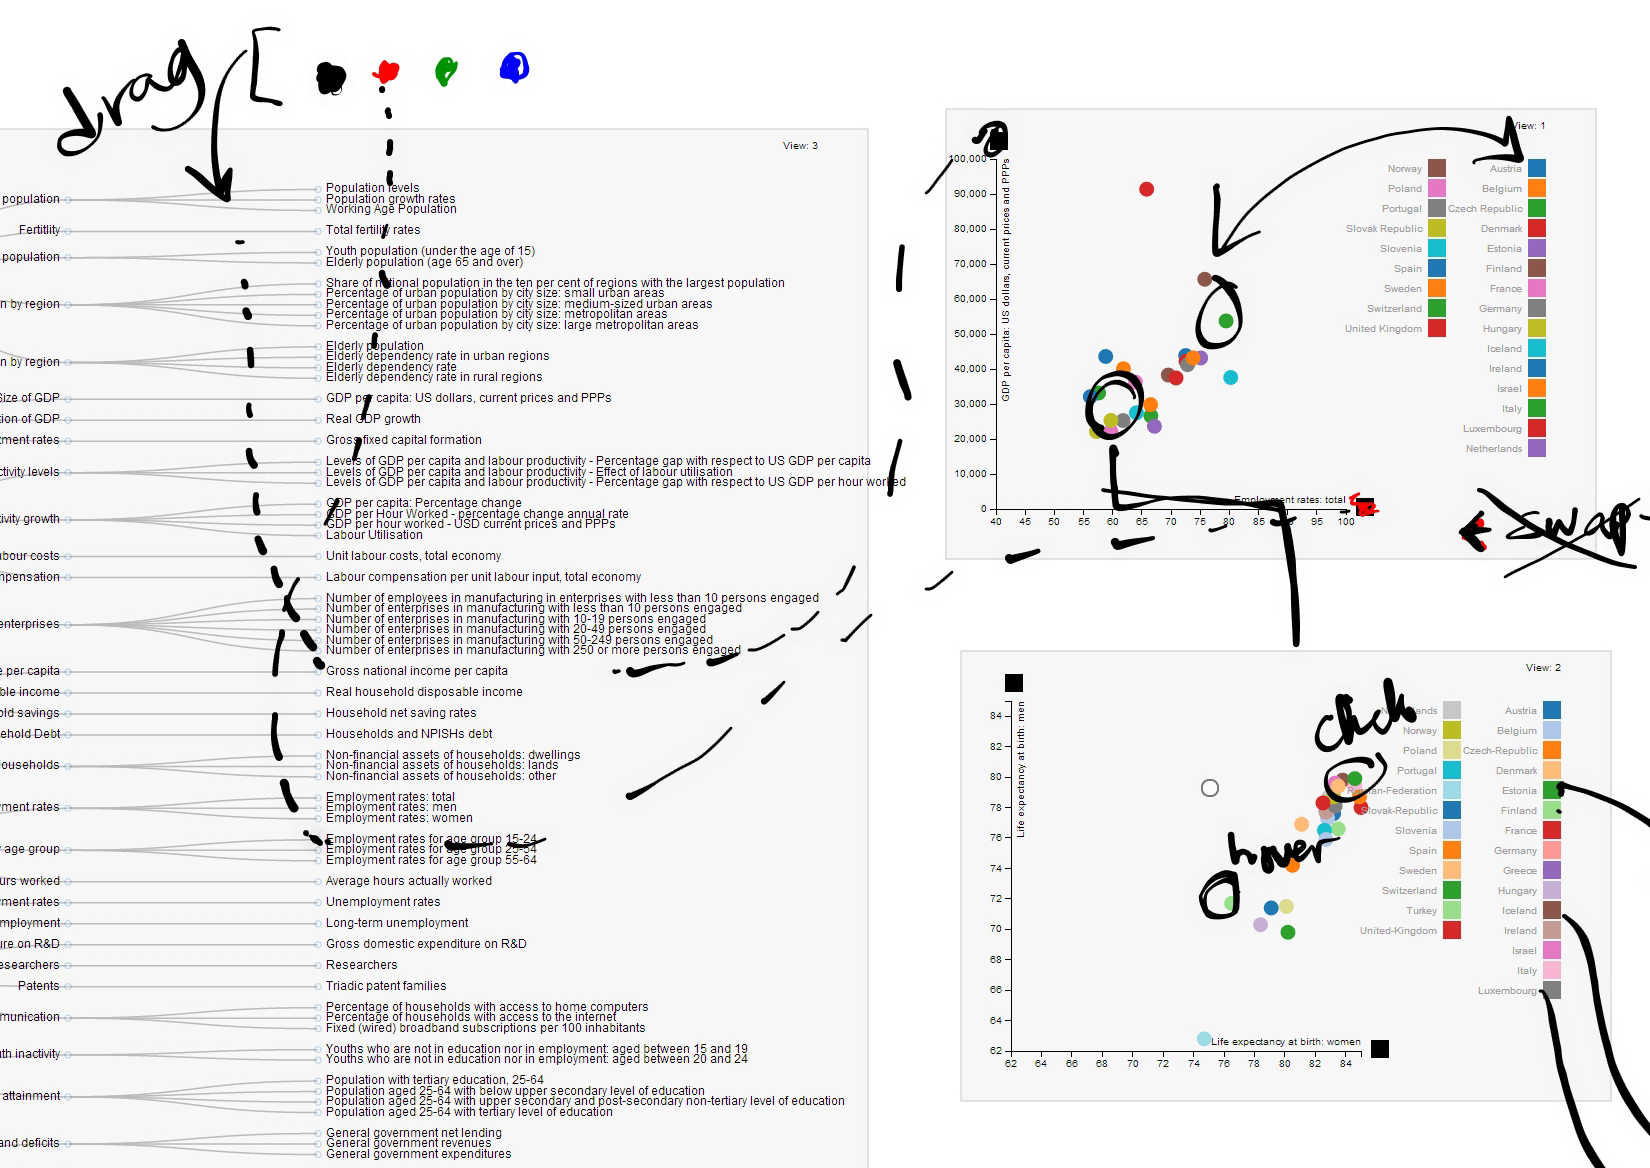 drag
View: 3
population
Population levels
Population growth rates
Working Age Population
Fertitlity
Total fertility rates
population
Youth population (under the age of 15)
Elderly population (age 65 and over)
n by region
Share of national population in the ten per cent of regions with the largest population
Percentage of urban population by city size: small urban areas
Percentage of urban population by city size: medium-sized urban areas
Percentage of urban population by city size: metropolitan areas
Percentage of urban population by city size: large metropolitan areas
n by region
Elderly population
Elderly dependency rate in urban regions
Elderly dependency rate
Elderly dependency rate in rural regions
Size of GDP
GDP per capita: US dollars, current prices and PPPs
tion of GDP
Real GDP growth
tment rates
Gross fixed capital formation
ctivity levels
Levels of GDP per capita and labour productivity - Percentage gap with respect to US GDP per capita
Levels of GDP per capita and labour productivity - Effect of labour utilisation
Levels of GDP per capita and labour productivity - Percentage gap with respect to US GDP per hour worked
tivity growth
GDP per capita: Percentage change
GDP per Hour Worked - percentage change annual rate
GDP per hour worked - USD current prices and PPPs
Labour Utilisation
abour costs
Unit labour costs, total economy
mpensation
Labour compensation per unit labour input, total economy
enterprises
Number of employees in manufacturing in enterprises with less than 10 persons engaged
Number of enterprises in manufacturing with less than 10 persons engaged
Number of enterprises in manufacturing with 10-19 persons engaged
Number of enterprises in manufacturing with 20-49 persons engaged
Number of enterprises in manufacturing with 50-249 persons engaged
Number of enterprises in manufacturing with 250 or more persons engaged
e per capita
Gross national income per capita
ble income
Real household disposable income
old savings
Household net saving rates
ehold Debt
Households and NPISHs debt
ouseholds
Non-financial assets of households: dwellings
Non-financial assets of households: lands
Non-financial assets of households: other
ment rates
Employment rates: total
Employment rates: men
Employment rates: women
age group
Employment rates for age group 15-24
Employment rates for age group 25-54
Employment rates for age group 55-64
urs worked
Average hours actually worked
ment rates
Unemployment rates
mployment
Long-term unemployment
ure on R&D
Gross domestic expenditure on R&D
esearchers
Researchers
Patents
Triadic patent families
munication
Percentage of households with access to home computers
Percentage of households with access to the internet
Fixed (wired) broadband subscriptions per 100 inhabitants
uth inactivity
Youths who are not in education nor in employment: aged between 15 and 19
Youths who are not in education nor in employment: aged between 20 and 24
attainment
Population with tertiary education, 25-64
Population aged 25-64 with below upper secondary level of education
Population aged 25-64 with upper secondary and post-secondary non-tertiary level of education
Population aged 25-64 with tertiary level of education
and deficits
General government net lending
General government revenues
General government expenditures
View: 1
100,000
90,000
80,000
70,000
60,000
50,000
40,000
30,000
20,000
10,000
0
GDP per capita: US dollars, current prices and PPPs
Employment rates: total
40 45 50 55 60 65 70 75 80 85 90 95 100
Norway
Poland
Portugal
Slovak Republic
Slovenia
Spain
Sweden
Switzerland
United Kingdom
Austria
Belgium
Czech Republic
Denmark
Estonia
Finland
France
Germany
Hungary
Iceland
Ireland
Israel
Italy
Luxembourg
Netherlands
swap
View: 2
click
hover
84
82
80
78
76
74
72
70
68
66
64
62
Life expectancy at birth: men
Life expectancy at birth: women
62 64 66 68 70 72 74 76 78 80 82 84
Netherlands
Norway
Poland
Portugal
Russian-Federation
Slovak-Republic
Slovenia
Spain
Sweden
Switzerland
Turkey
United-Kingdom
Austria
Belgium
Czech-Republic
Denmark
Estonia
Finland
France
Germany
Greece
Hungary
Iceland
Ireland
Israel
Italy
Luxembourg